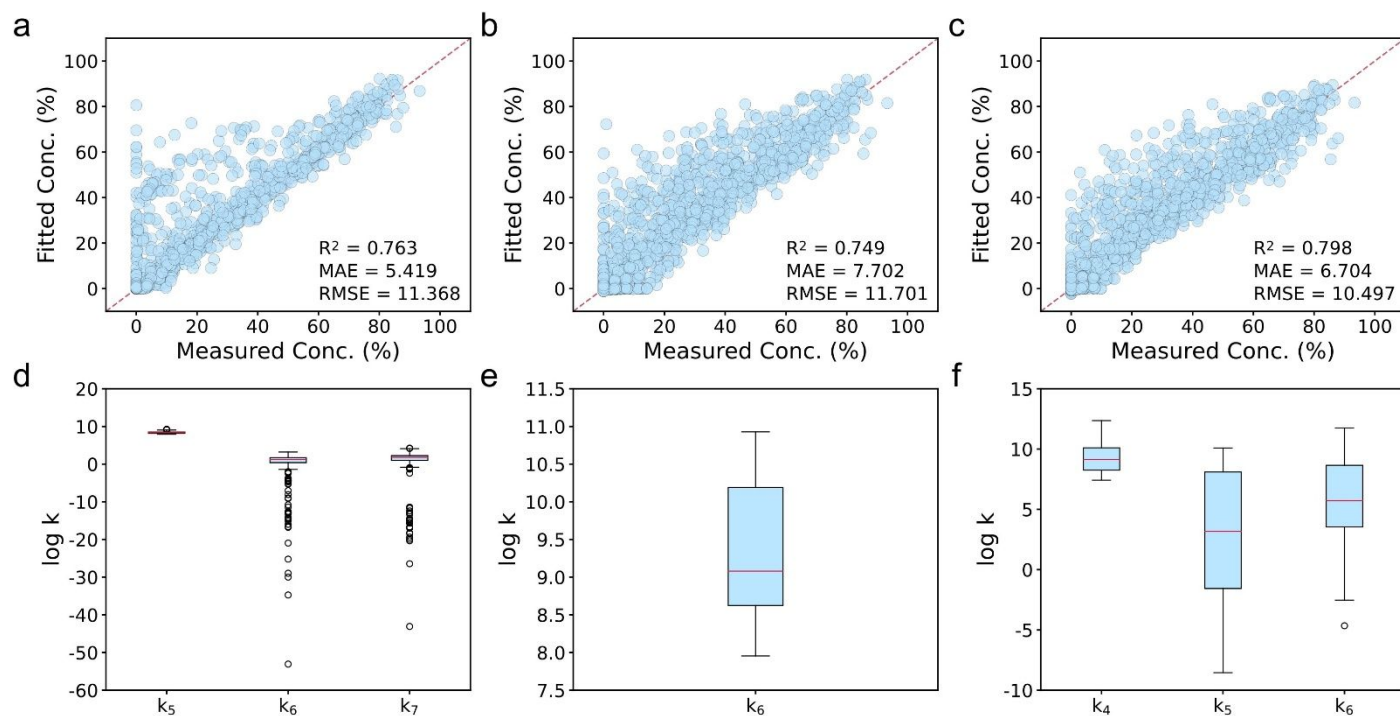 a
100
80
60
40
20
0
Fitted Conc. (%)
R² = 0.763
MAE = 5.419
RMSE = 11.368
0 20 40 60 80 100
Measured Conc. (%)
b
100
80
60
40
20
0
Fitted Conc. (%)
R² = 0.749
MAE = 7.702
RMSE = 11.701
0 20 40 60 80 100
Measured Conc. (%)
c
100
80
60
40
20
0
Fitted Conc. (%)
R² = 0.798
MAE = 6.704
RMSE = 10.497
0 20 40 60 80 100
Measured Conc. (%)
d
20
10
0
-10
-20
-30
-40
-50
-60
log k
k₅ k₆ k₇
e
11.5
11.0
10.5
10.0
9.5
9.0
8.5
8.0
7.5
log k
k₆
f
15
10
5
0
-5
-10
log k
k₄ k₅ k₆